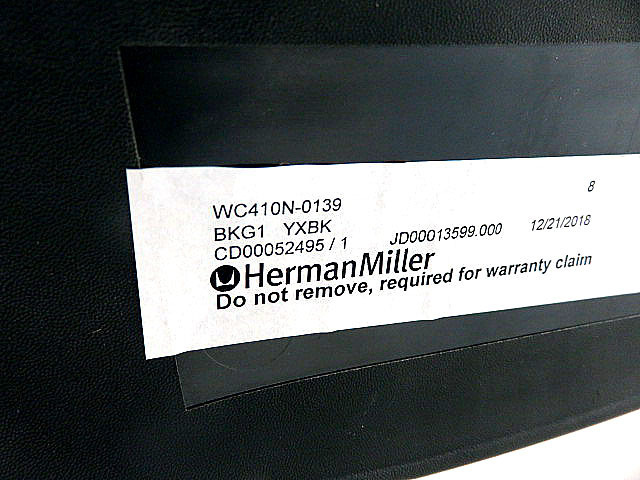 8
WC410N-0139
BKG1 YXBK
CD00052495 / 1 JD00013599.000 12/21/2018
HermanMiller
Do not remove, required for warranty claim